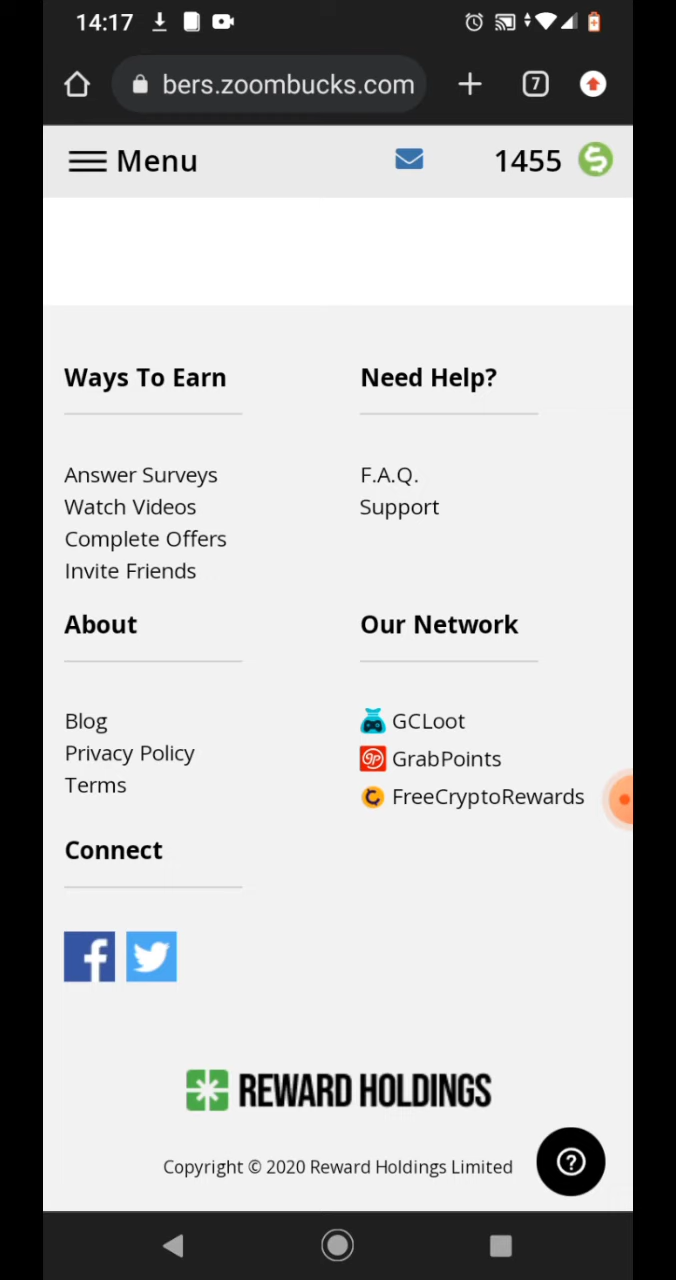 14:17
bers.zoombucks.com
7
Menu
1455
Ways To Earn
Need Help?
Answer Surveys
Watch Videos
Complete Offers
Invite Friends
F.A.Q.
Support
About
Our Network
Blog
Privacy Policy
Terms
GCLoot
GrabPoints
FreeCryptoRewards
Connect
REWARD HOLDINGS
Copyright © 2020 Reward Holdings Limited